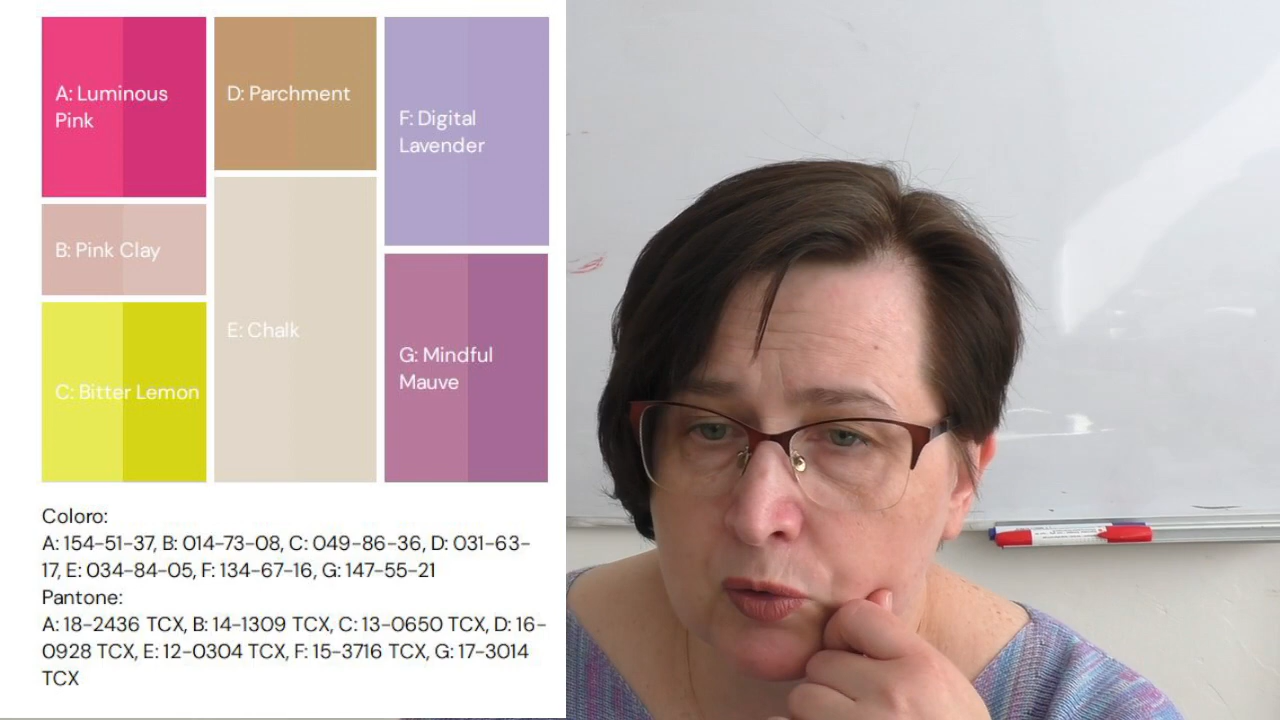 A: Luminous
Pink
B: Pink Clay
C: Bitter Lemon
D: Parchment
E: Chalk
F: Digital
Lavender
G: Mindful
Mauve
Coloro:
A: 154-51-37, B: 014-73-08, C: 049-86-36, D: 031-63-
17, E: 034-84-05, F: 134-67-16, G: 147-55-21
Pantone:
A: 18-2436 TCX, B: 14-1309 TCX, C: 13-0650 TCX, D: 16-
0928 TCX, E: 12-0304 TCX, F: 15-3716 TCX, G: 17-3014
TCX